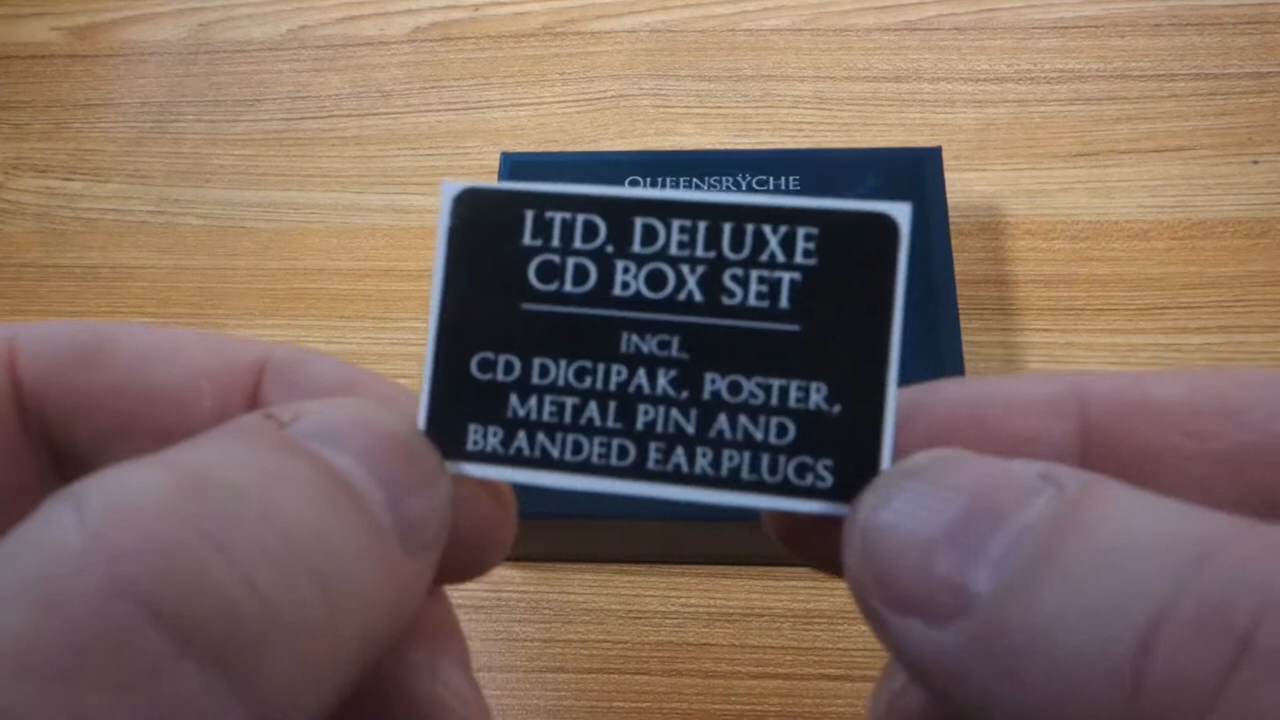 QUEENSRŸCHE
LTD. DELUXE
CD BOX SET
INCL.
CD DIGIPAK, POSTER,
METAL PIN AND
BRANDED EARPLUGS